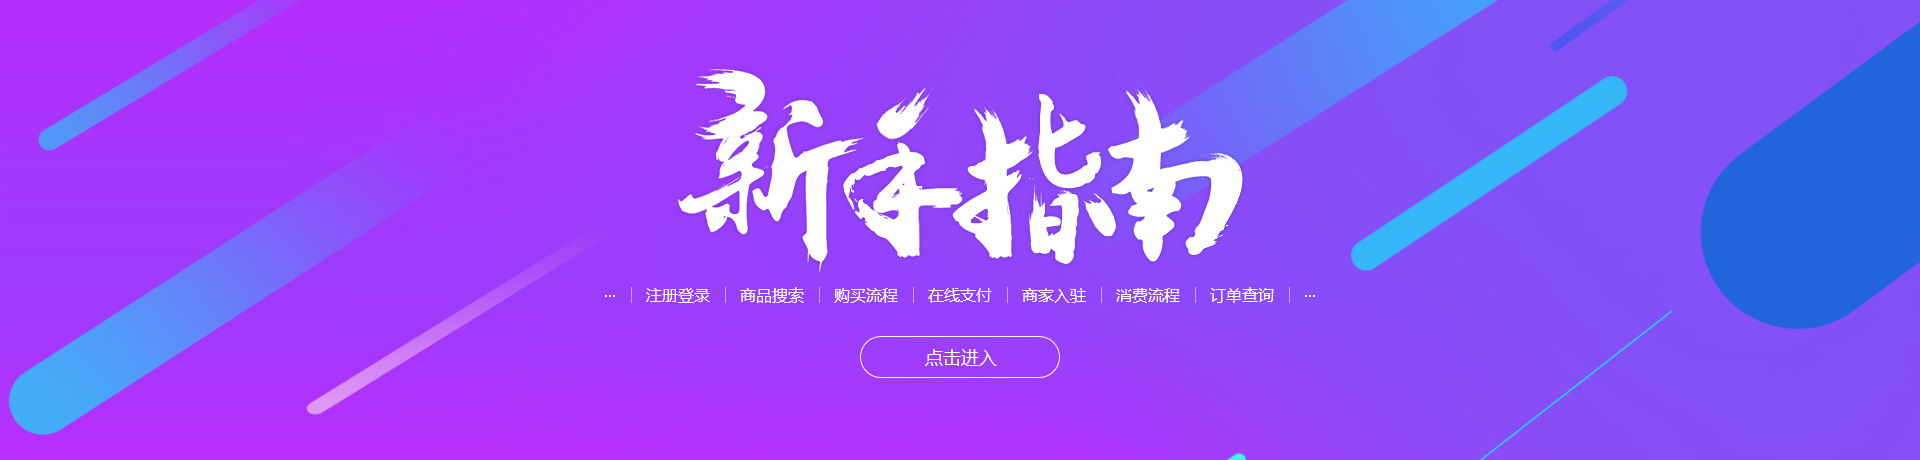 新手指南
... | 注册登录 | 商品搜索 | 购买流程 | 在线支付 | 商家入驻 | 消费流程 | 订单查询 | ...
点击进入